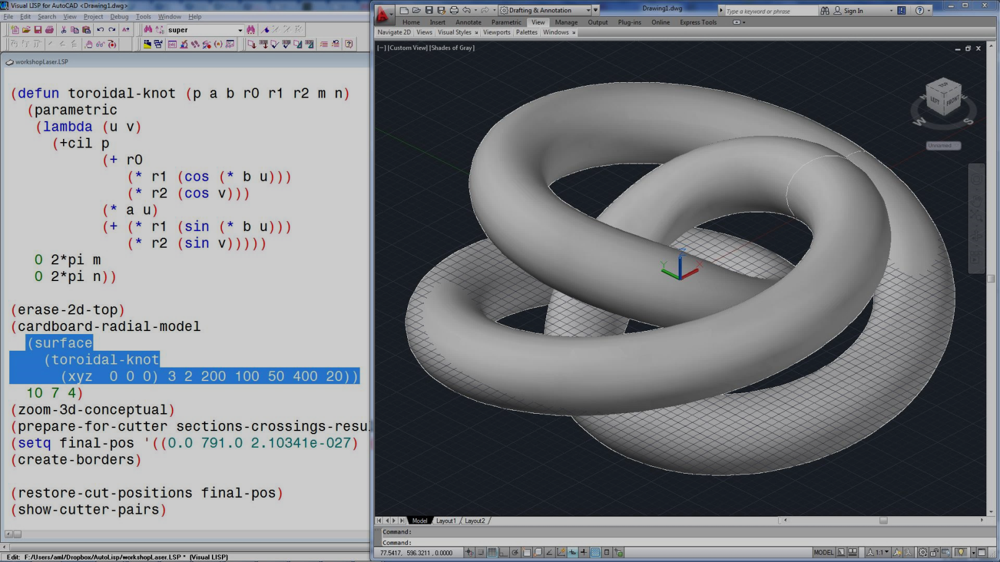 Visual LISP for AutoCAD <Drawing1.dwg>
File Edit Search View Project Debug Tools Window Help
super
workshopLaser.LSP
(defun toroidal-knot (p a b r0 r1 r2 m n)
(parametric
(lambda (u v)
(+cil p
(+ r0
(* r1 (cos (* b u)))
(* r2 (cos v)))
(* a u)
(+ (* r1 (sin (* b u)))
(* r2 (sin v)))))
0 2*pi m
0 2*pi n))
(erase-2d-top)
(cardboard-radial-model
(surface
(toroidal-knot
(xyz 0 0 0) 3 2 200 100 50 400 20))
10 7 4)
(zoom-3d-conceptual)
(prepare-for-cutter sections-crossings-resu
(setq final-pos '((0.0 791.0 2.10341e-027)
(create-borders)
(restore-cut-positions final-pos)
(show-cutter-pairs)
Edit: F:/Users/aml/Dropbox/AutoLisp/workshopLaser.LSP * (Visual LISP)
Drafting & Annotation
Drawing1.dwg
Type a keyword or phrase
Sign In
Home Insert Annotate Parametric View Manage Output Plug-ins Online Express Tools
Navigate 2D Views Visual Styles Viewports Palettes Windows
[−] [Custom View] [Shades of Gray]
TOP
LEFT FRONT
N
W S
Unnamed
Z
Y X
Model Layout1 Layout2
Command:
Command:
77.5417, 596.3211, 0.0000
MODEL
1:1